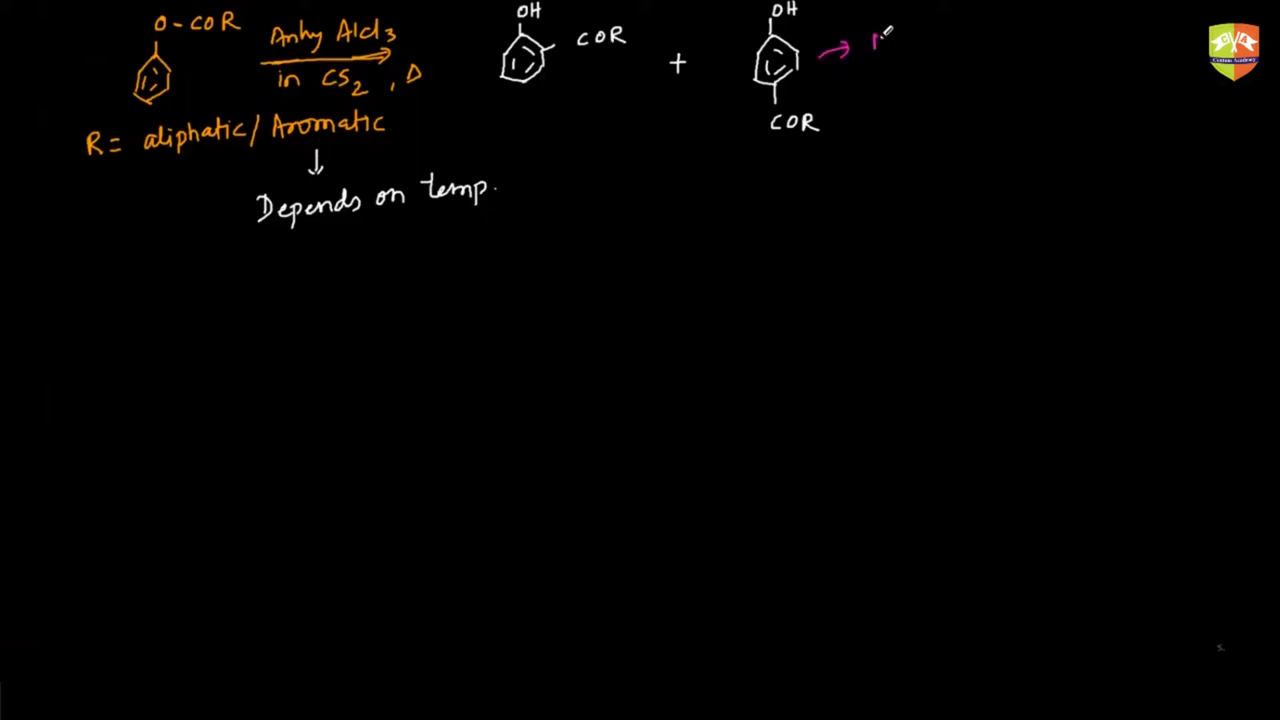 O - COR
Anhy AlCl3
in CS2, Δ
R = aliphatic / Aromatic
↓
Depends on temp.
OH
COR
+
OH
COR
→